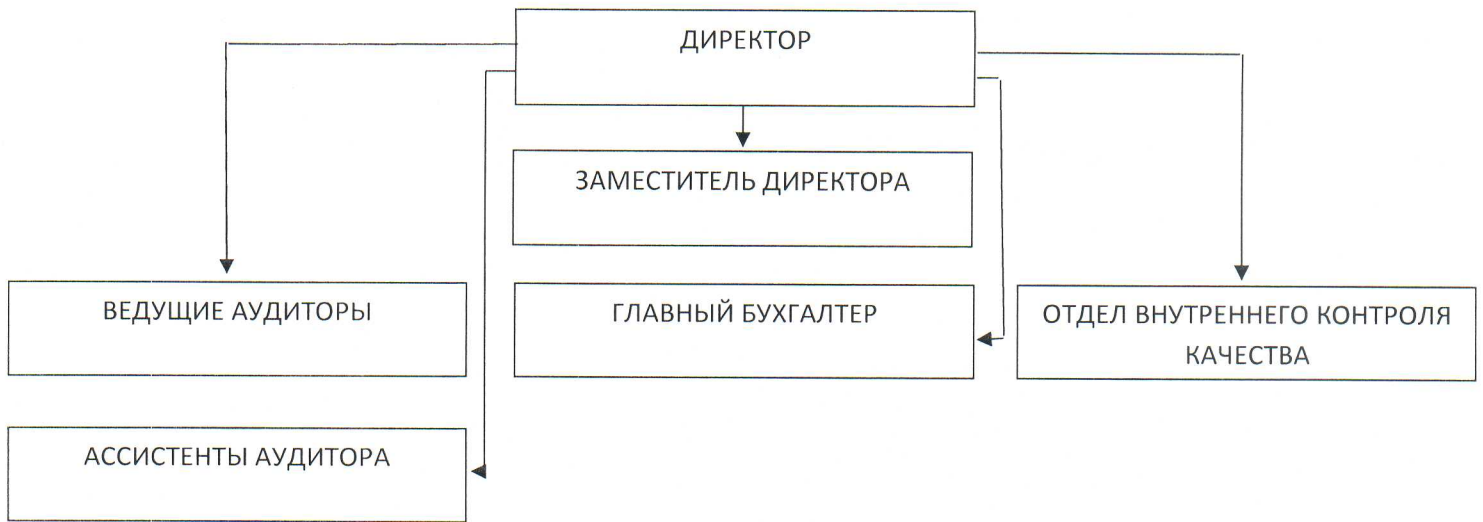 ДИРЕКТОР
ЗАМЕСТИТЕЛЬ ДИРЕКТОРА
ВЕДУЩИЕ АУДИТОРЫ
ГЛАВНЫЙ БУХГАЛТЕР
ОТДЕЛ ВНУТРЕННЕГО КОНТРОЛЯ
КАЧЕСТВА
АССИСТЕНТЫ АУДИТОРА